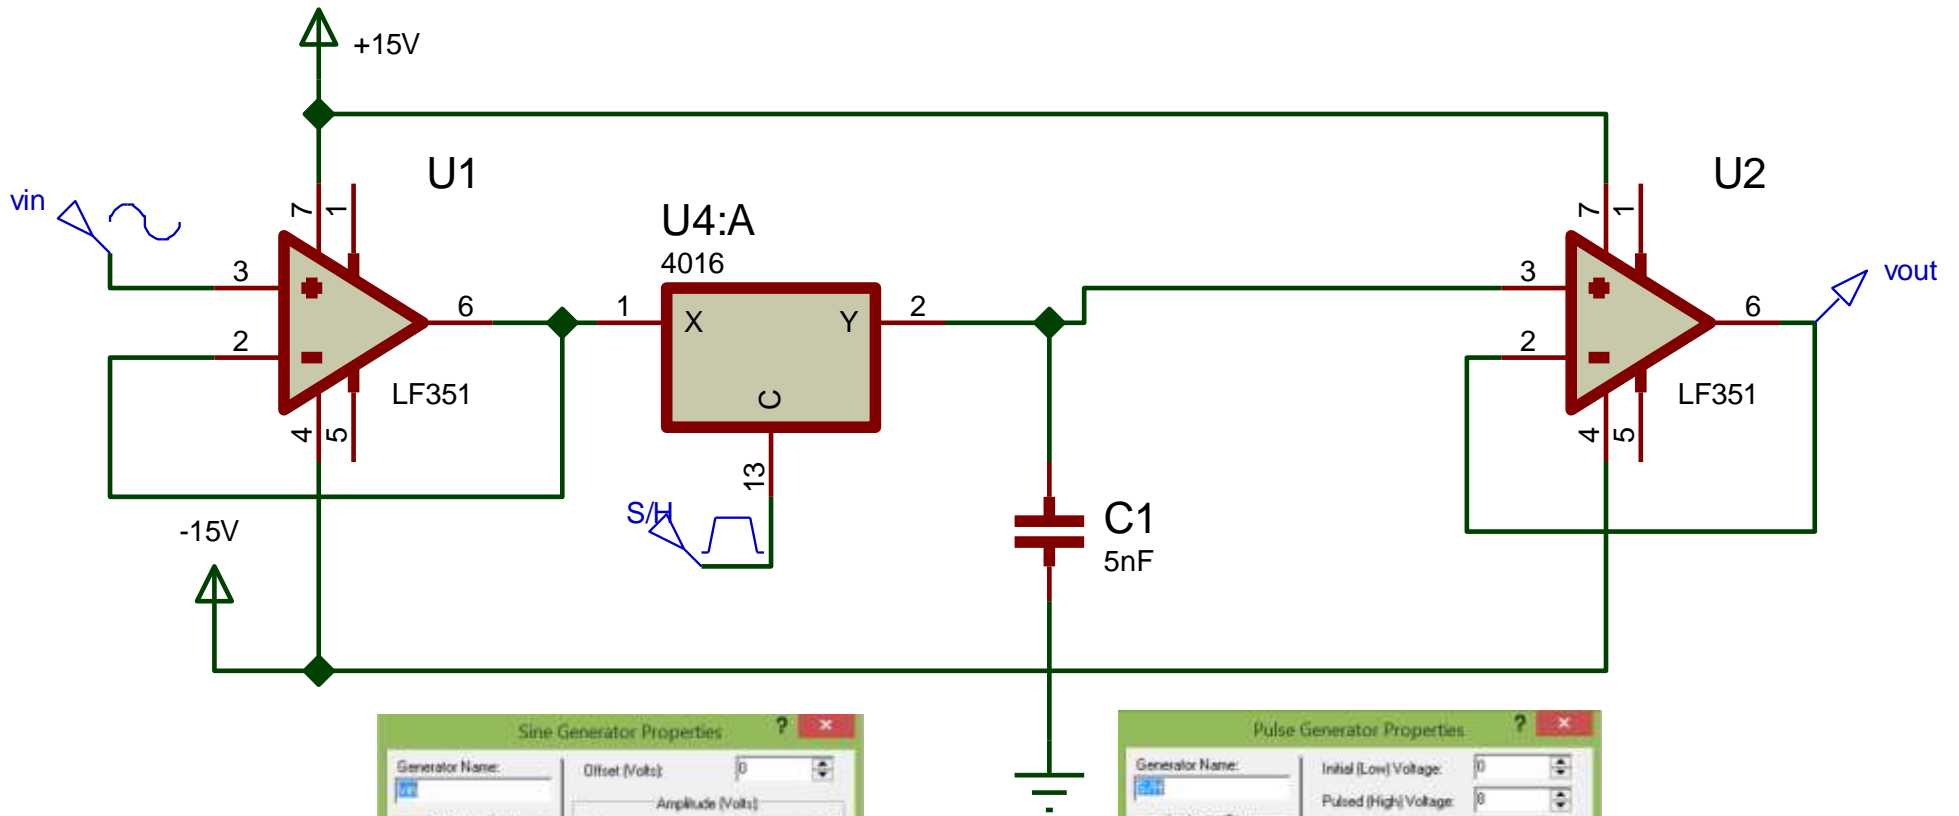 +15V
U1
U2
vin
7
1
7
1
U4:A
4016
3
3
vout
6
1
X
Y
2
6
2
2
LF351
C
LF351
4
5
4
5
13
S/H
-15V
C1
5nF
Sine Generator Properties ? ×
Pulse Generator Properties ? ×
Generator Name:
Offset (Volts): 0
vin
Amplitude (Volts):
Generator Name:
Initial (Low) Voltage: 0
S/H
Pulsed (High) Voltage: 8